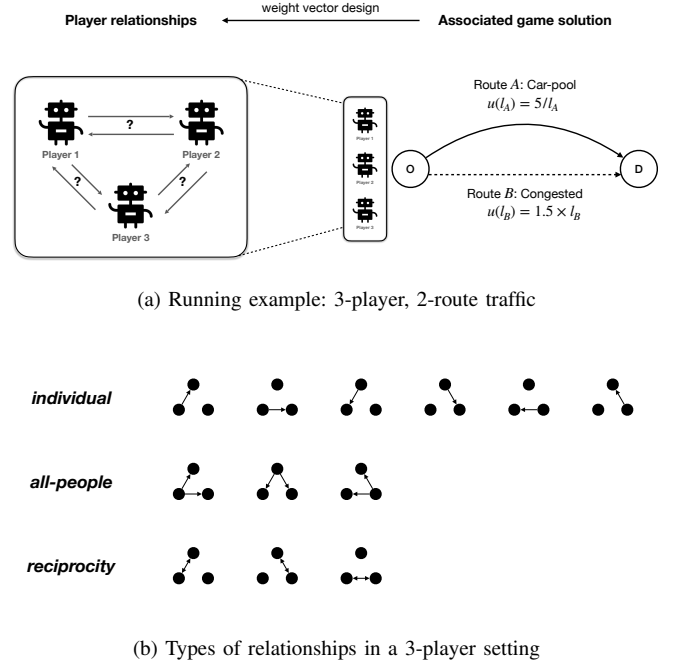 weight vector design
Player relationships
Associated game solution
Route A: Car-pool
u(l_A) = 5/l_A
?
Player 1
Player 2
?
?
Player 3
Player 1
Player 2
Player 3
O
D
Route B: Congested
u(l_B) = 1.5 × l_B
(a) Running example: 3-player, 2-route traffic
individual
all-people
reciprocity
(b) Types of relationships in a 3-player setting